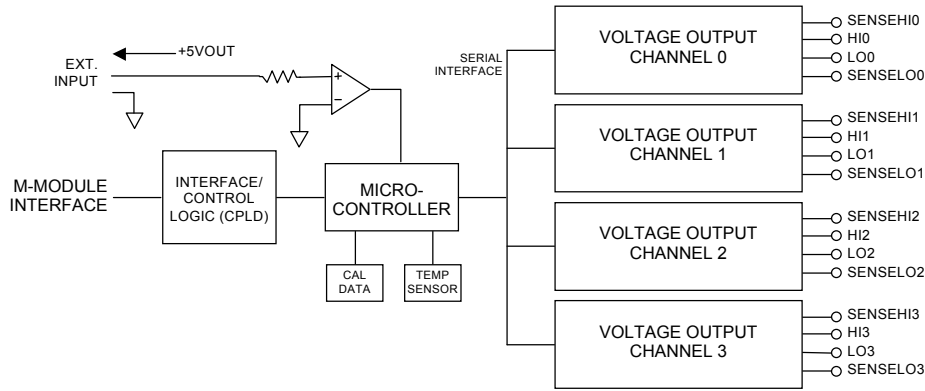 +5VOUT
EXT.
INPUT
+
−
M-MODULE
INTERFACE
INTERFACE/
CONTROL
LOGIC (CPLD)
MICRO-
CONTROLLER
CAL
DATA
TEMP
SENSOR
SERIAL
INTERFACE
VOLTAGE OUTPUT
CHANNEL 0
SENSEHI0
HI0
LO0
SENSELO0
VOLTAGE OUTPUT
CHANNEL 1
SENSEHI1
HI1
LO1
SENSELO1
VOLTAGE OUTPUT
CHANNEL 2
SENSEHI2
HI2
LO2
SENSELO2
VOLTAGE OUTPUT
CHANNEL 3
SENSEHI3
HI3
LO3
SENSELO3